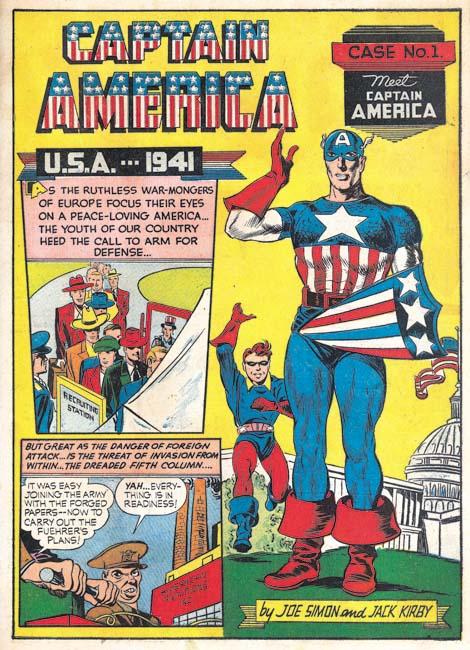 CAPTAIN
AMERICA
CASE No. 1.
Meet
CAPTAIN
AMERICA
U.S.A. ... 1941
AS THE RUTHLESS WAR-MONGERS
OF EUROPE FOCUS THEIR EYES
ON A PEACE-LOVING AMERICA...
THE YOUTH OF OUR COUNTRY
HEED THE CALL TO ARM FOR
DEFENSE...
A
RECRUITING
STATION
BUT GREAT AS THE DANGER OF FOREIGN
ATTACK...IS THE THREAT OF INVASION FROM
WITHIN...THE DREADED FIFTH COLUMN....
IT WAS EASY
JOINING THE ARMY
WITH THE FORGED
PAPERS--NOW TO
CARRY OUT THE
FUEHRER'S
PLANS!
YAH...EVERY-
THING IS IN
READINESS!
by JOE SIMON and JACK KIRBY